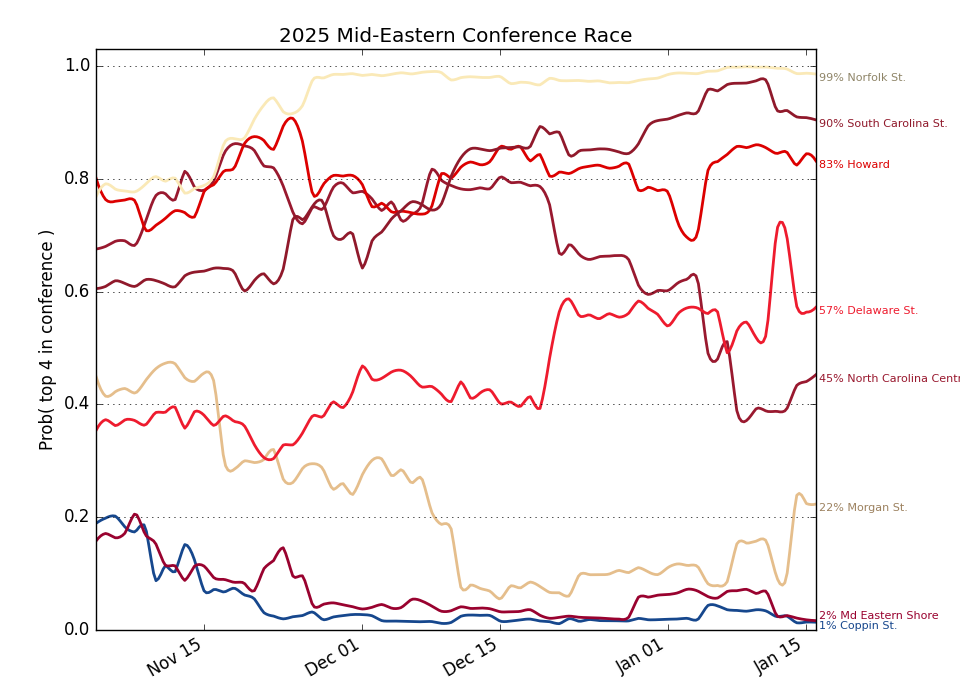 2025 Mid-Eastern Conference Race
Prob( top 4 in conference )
1.0
0.8
0.6
0.4
0.2
0.0
Nov 15
Dec 01
Dec 15
Jan 01
Jan 15
99% Norfolk St.
90% South Carolina St.
83% Howard
57% Delaware St.
45% North Carolina Centr
22% Morgan St.
2% Md Eastern Shore
1% Coppin St.